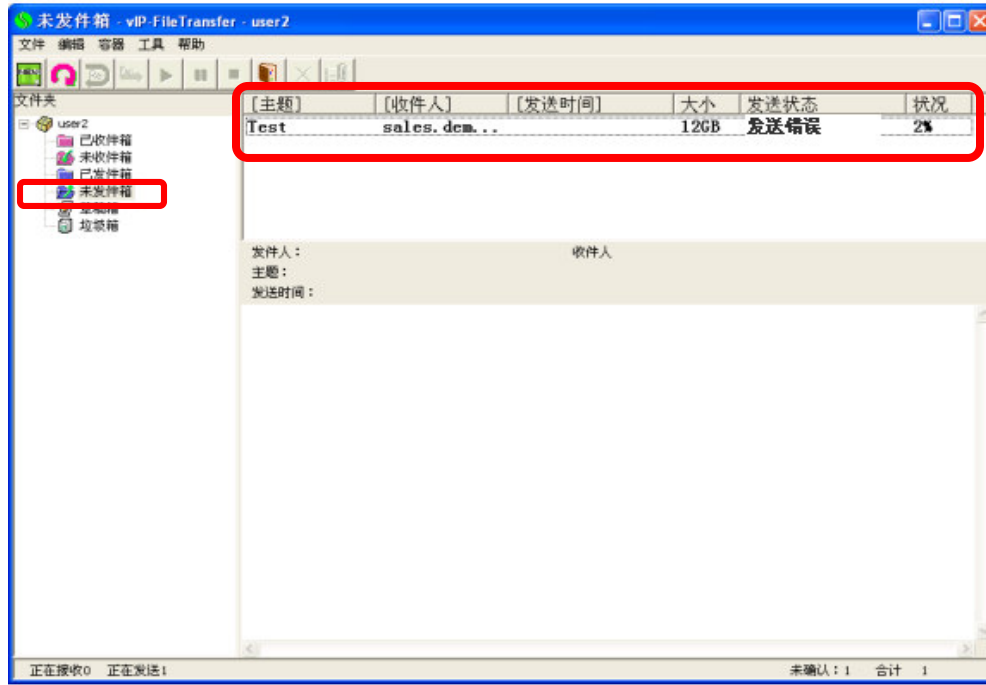 未发件箱 - vIP-FileTransfer - user2
文件 编辑 容器 工具 帮助
文件夹
user2
已收件箱
未收件箱
已发件箱
未发件箱
垃圾箱
[主题] [收件人] [发送时间] 大小 发送状态 状况
Test sales.dem... 12GB 发送错误 2%
发件人： 收件人
主题：
发送时间：
正在接收0 正在发送1 未确认：1 合计 1